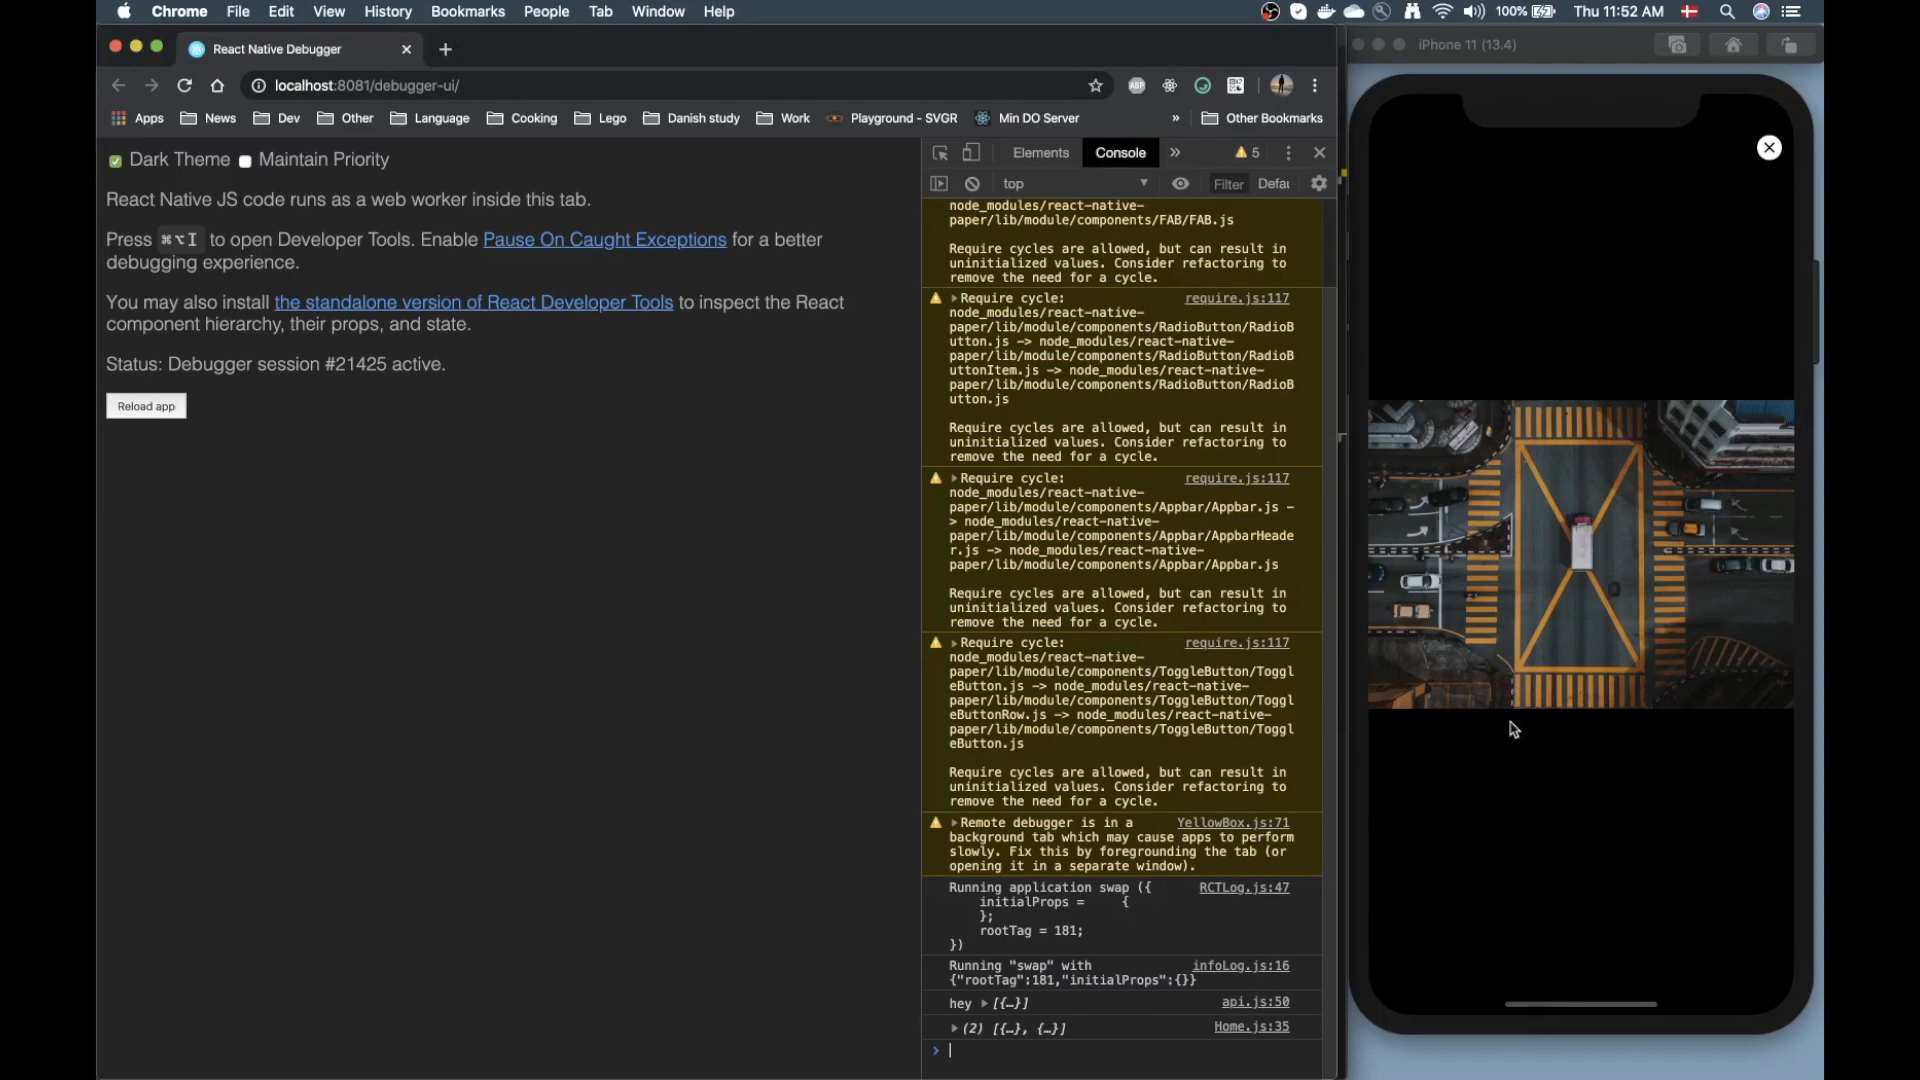 Chrome File Edit View History Bookmarks People Tab Window Help
100% Thu 11:52 AM
React Native Debugger
localhost:8081/debugger-ui/
ABP
Apps News Dev Other Language Cooking Lego Danish study Work Playground - SVGR Min DO Server » Other Bookmarks
Dark Theme Maintain Priority
React Native JS code runs as a web worker inside this tab.
Press ⌘⌥I to open Developer Tools. Enable Pause On Caught Exceptions for a better
debugging experience.
You may also install the standalone version of React Developer Tools to inspect the React
component hierarchy, their props, and state.
Status: Debugger session #21425 active.
Reload app
Elements Console » 5
top Filter Defau
node_modules/react-native-
paper/lib/module/components/FAB/FAB.js
Require cycles are allowed, but can result in
uninitialized values. Consider refactoring to
remove the need for a cycle.
Require cycle: require.js:117
node_modules/react-native-
paper/lib/module/components/RadioButton/RadioB
utton.js -> node_modules/react-native-
paper/lib/module/components/RadioButton/RadioB
uttonItem.js -> node_modules/react-native-
paper/lib/module/components/RadioButton/RadioB
utton.js
Require cycles are allowed, but can result in
uninitialized values. Consider refactoring to
remove the need for a cycle.
Require cycle: require.js:117
node_modules/react-native-
paper/lib/module/components/Appbar/Appbar.js -
> node_modules/react-native-
paper/lib/module/components/Appbar/AppbarHeade
r.js -> node_modules/react-native-
paper/lib/module/components/Appbar/Appbar.js
Require cycles are allowed, but can result in
uninitialized values. Consider refactoring to
remove the need for a cycle.
Require cycle: require.js:117
node_modules/react-native-
paper/lib/module/components/ToggleButton/Toggl
eButton.js -> node_modules/react-native-
paper/lib/module/components/ToggleButton/Toggl
eButtonRow.js -> node_modules/react-native-
paper/lib/module/components/ToggleButton/Toggl
eButton.js
Require cycles are allowed, but can result in
uninitialized values. Consider refactoring to
remove the need for a cycle.
Remote debugger is in a YellowBox.js:71
background tab which may cause apps to perform
slowly. Fix this by foregrounding the tab (or
opening it in a separate window).
Running application swap ({ RCTLog.js:47
initialProps = {
};
rootTag = 181;
})
Running "swap" with infoLog.js:16
{"rootTag":181,"initialProps":{}}
hey [{…}] api.js:50
(2) [{…}, {…}] Home.js:35
iPhone 11 (13.4)